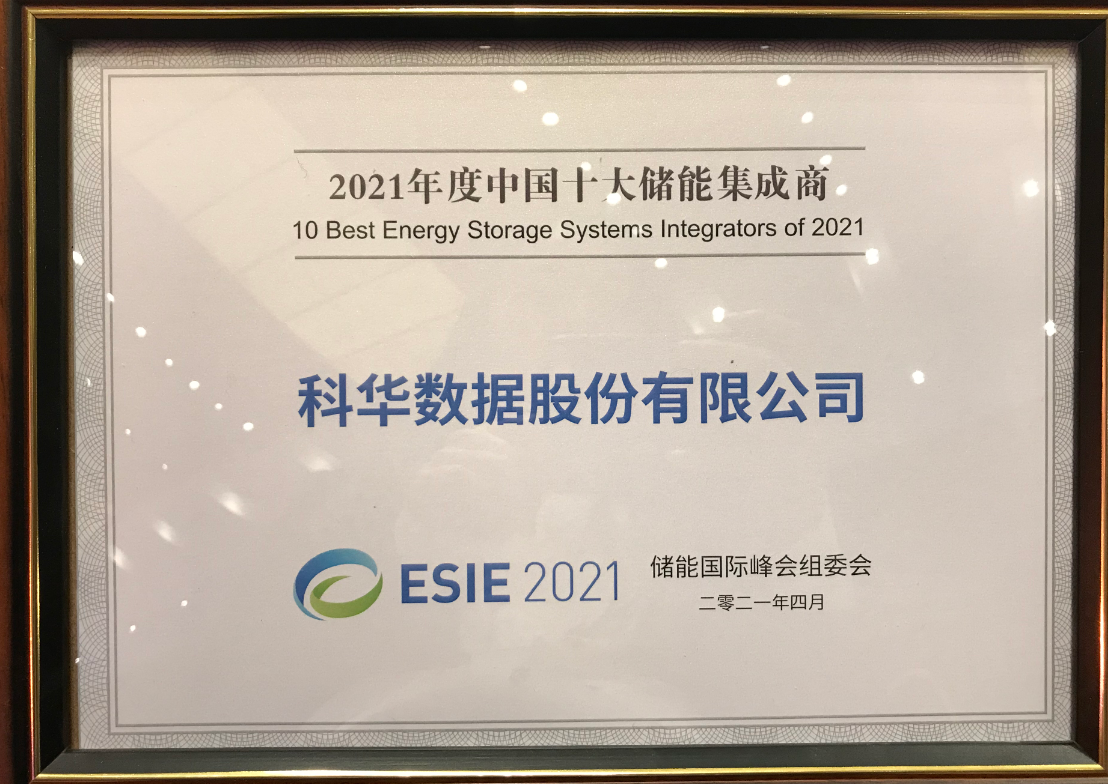 2021年度中国十大储能集成商
10 Best Energy Storage Systems Integrators of 2021
科华数据股份有限公司
ESIE 2021
储能国际峰会组委会
二零二一年四月